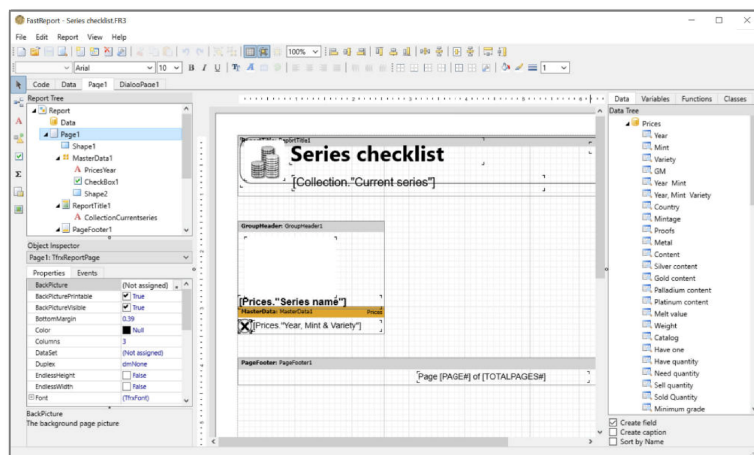 FastReport - Series checklist.FR3
File Edit Report View Help
100%
Arial 10 B I U 1
Code Data Page1 DialogPage1
Report Tree
Report
Data
Page1
Shape1
MasterData1
PricesYear
CheckBox1
Shape2
ReportTitle1
CollectionCurrentseries
PageFooter1
Object Inspector
Page1: TfrxReportPage
Properties Events
BackPicture (Not assigned)
BackPicturePrintable True
BackPictureVisible True
BottomMargin 0.39
Color Null
Columns 3
DataSet (Not assigned)
Duplex dmNone
EndlessHeight False
EndlessWidth False
Font (TfrxFont)
BackPicture
The background page picture
ReportTitle: ReportTitle1
Series checklist
[Collection."Current series"]
GroupHeader: GroupHeader1
[Prices."Series name"]
MasterData: MasterData1 Prices
[Prices."Year, Mint & Variety"]
PageFooter: PageFooter1
Page [PAGE#] of [TOTALPAGES#]
Data Variables Functions Classes
Data Tree
Prices
Year
Mint
Variety
GM
Year Mint
Year, Mint Variety
Country
Mintage
Proofs
Metal
Content
Silver content
Gold content
Palladium content
Platinum content
Melt value
Weight
Catalog
Have one
Have quantity
Need quantity
Sell quantity
Sold Quantity
Minimum grade
Create field
Create caption
Sort by Name